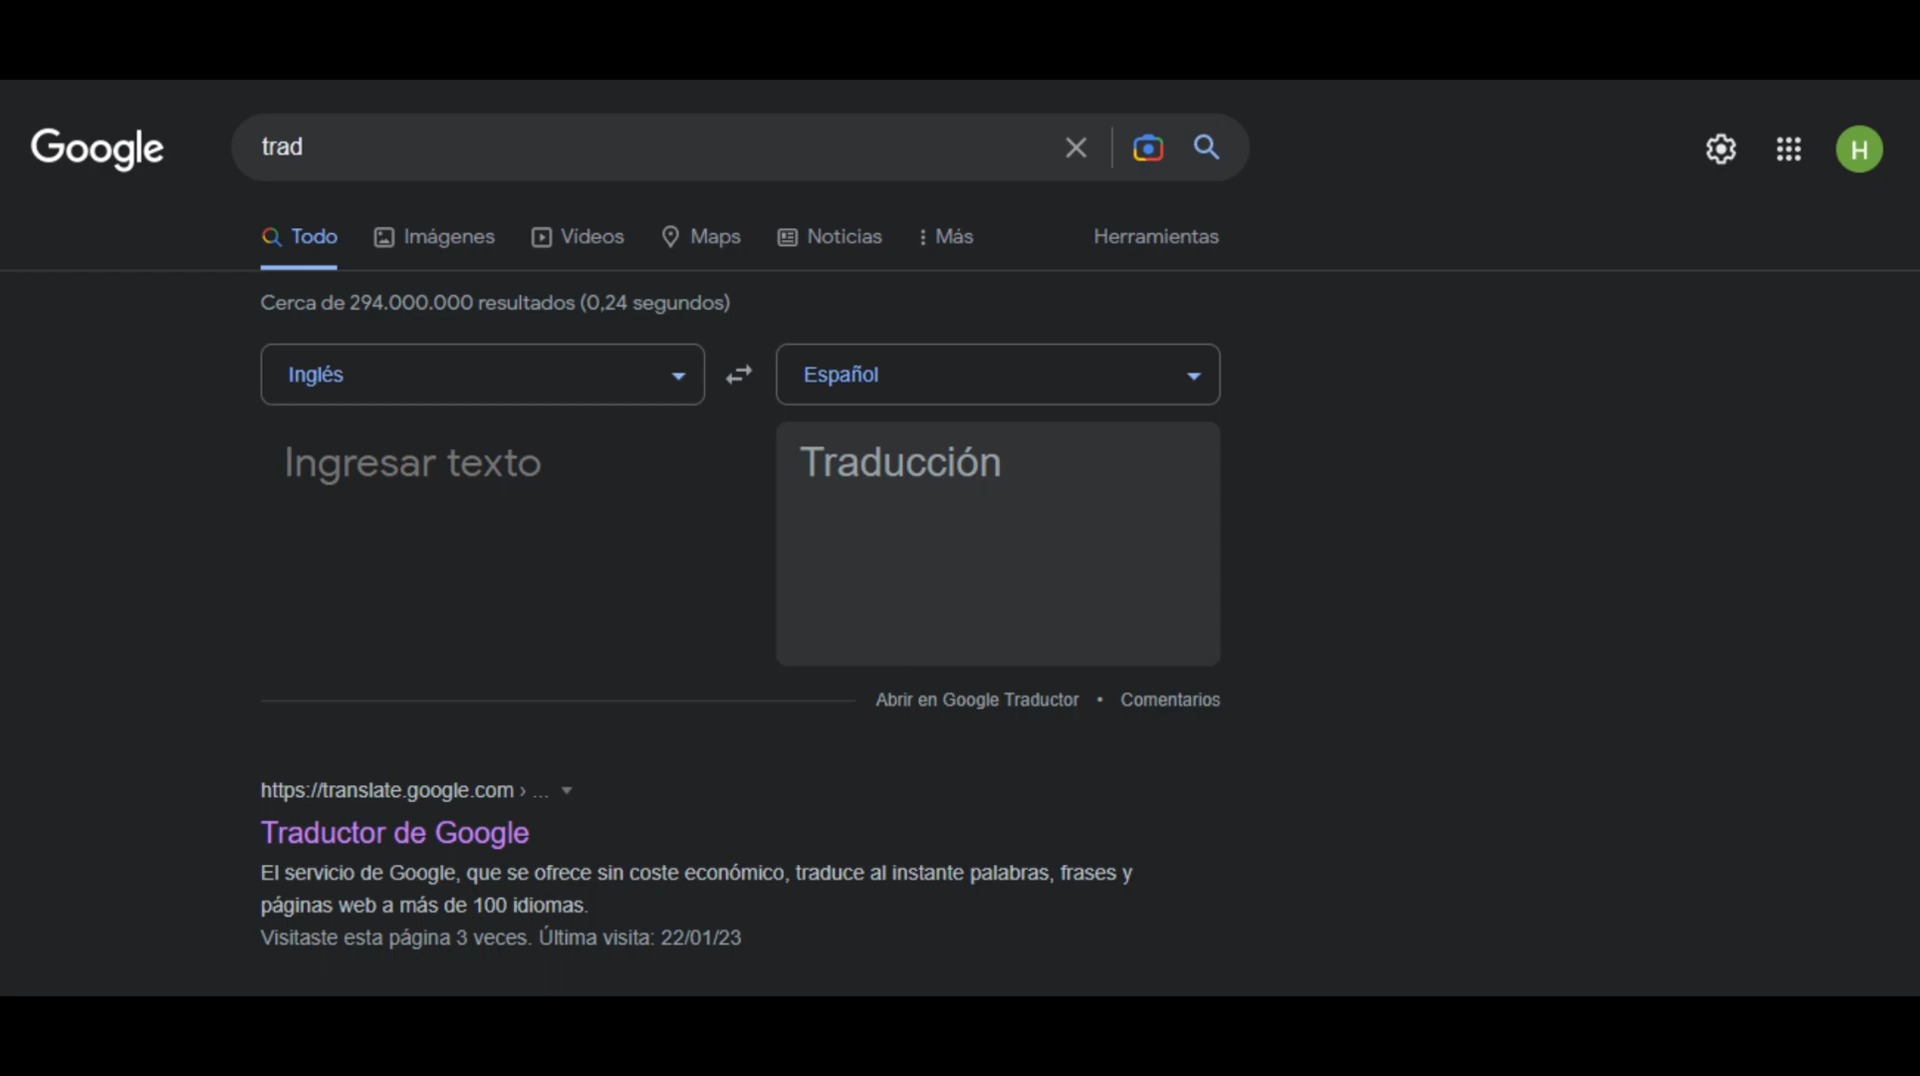 Google
trad
H
Todo
Imágenes
Vídeos
Maps
Noticias
Más
Herramientas
Cerca de 294.000.000 resultados (0,24 segundos)
Inglés
Español
Ingresar texto
Traducción
Abrir en Google Traductor • Comentarios
https://translate.google.com › ...
Traductor de Google
El servicio de Google, que se ofrece sin coste económico, traduce al instante palabras, frases y
páginas web a más de 100 idiomas.
Visitaste esta página 3 veces. Última visita: 22/01/23